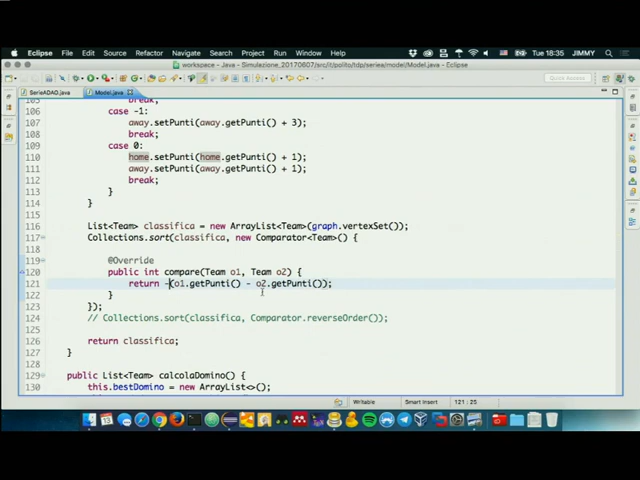 Eclipse File Edit Source Refactor Navigate Search Project Run Window Help Tue 18:35 JIMMY
workspace - Java - Simulazione_20170607/src/it/polito/tdp/seriea/model/Model.java - Eclipse
Quick Access
SerieADAO.java Model.java
105 break;
106 case -1:
107 away.setPunti(away.getPunti() + 3);
108 break;
109 case 0:
110 home.setPunti(home.getPunti() + 1);
111 away.setPunti(away.getPunti() + 1);
112 break;
113 }
114 }
115
116 List<Team> classifica = new ArrayList<Team>(graph.vertexSet());
117 Collections.sort(classifica, new Comparator<Team>() {
118
119 @Override
120 public int compare(Team o1, Team o2) {
121 return -(o1.getPunti() - o2.getPunti());
122 }
123 });
124 // Collections.sort(classifica, Comparator.reverseOrder());
125
126 return classifica;
127 }
128
129 public List<Team> calcolaDomino() {
130 this.bestDomino = new ArrayList<>();
Writable Smart Insert 121 : 25